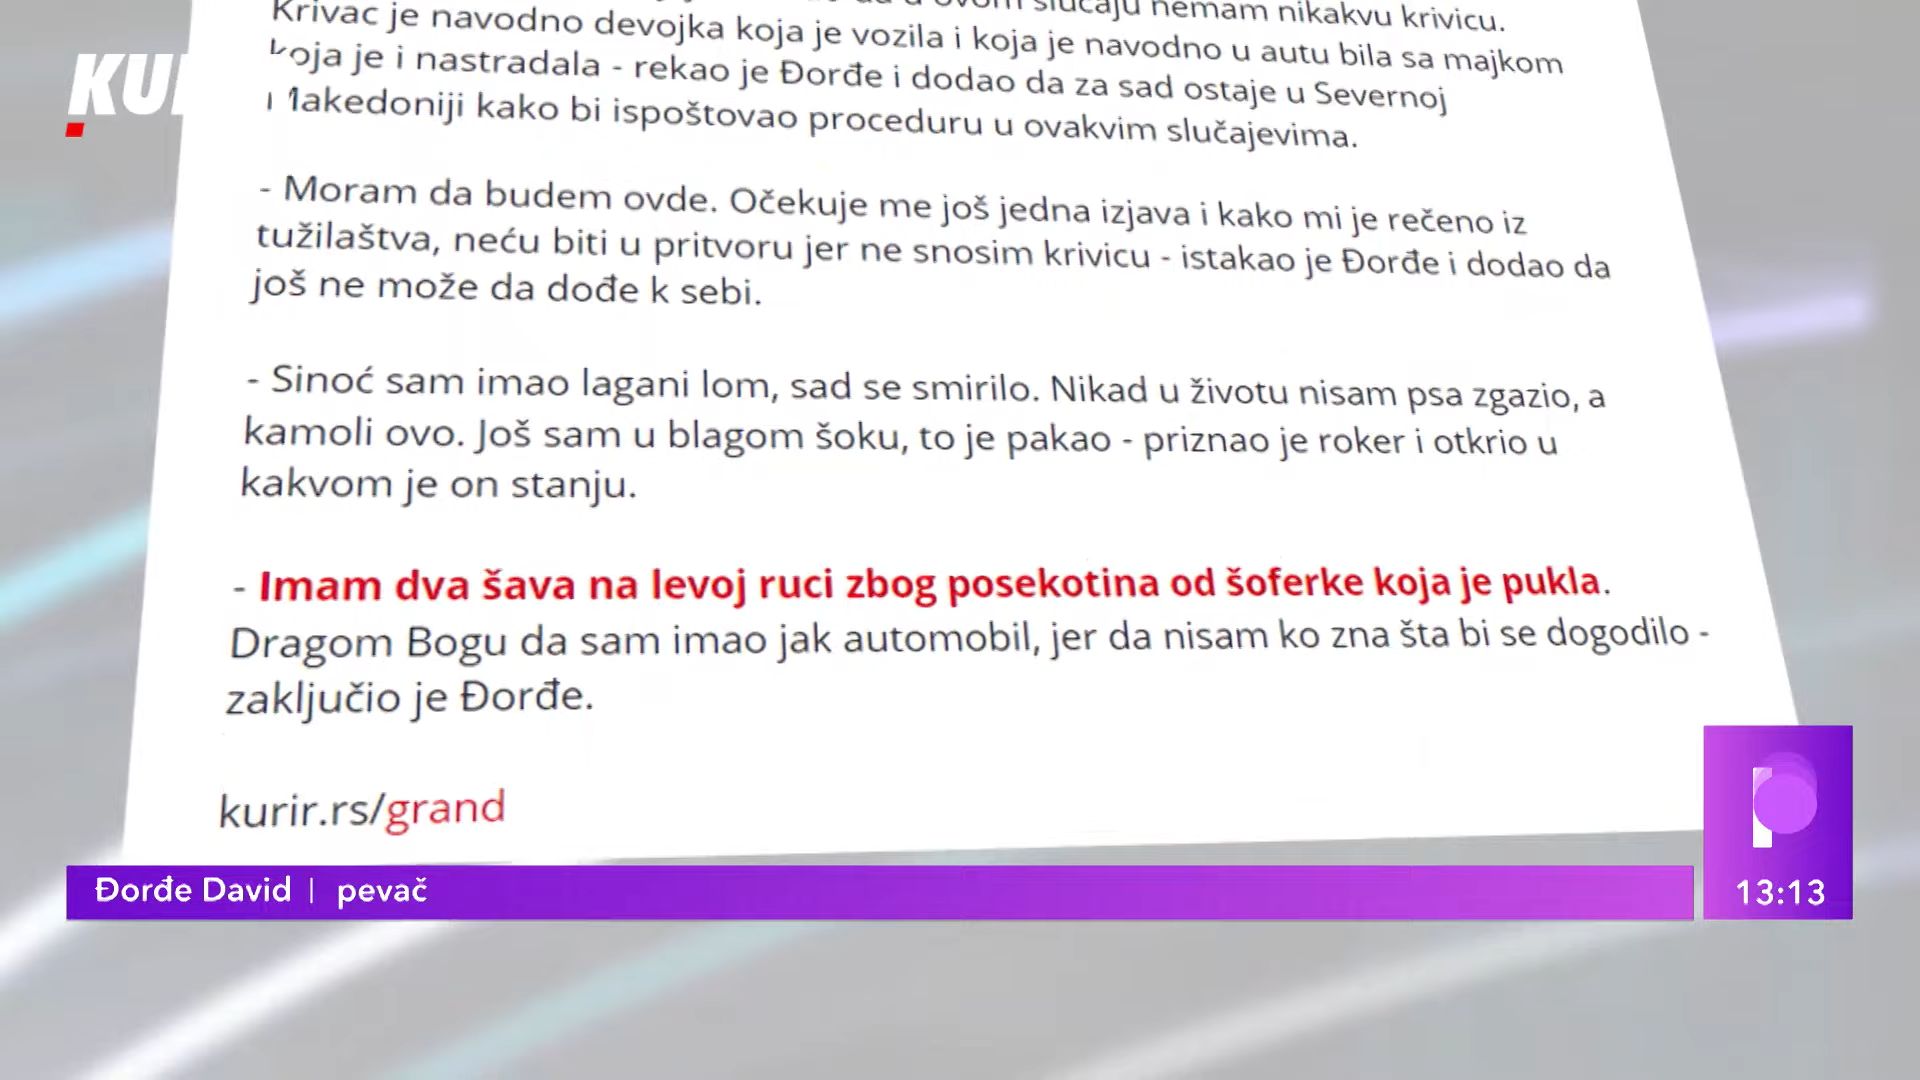 KU
slučaju nemam nikakvu krivicu.
Krivac je navodno devojka koja je vozila i koja je navodno u autu bila sa majkom
koja je i nastradala - rekao je Đorđe i dodao da za sad ostaje u Severnoj
Makedoniji kako bi ispoštovao proceduru u ovakvim slučajevima.
- Moram da budem ovde. Očekuje me još jedna izjava i kako mi je rečeno iz
tužilaštva, neću biti u pritvoru jer ne snosim krivicu - istakao je Đorđe i dodao da
još ne može da dođe k sebi.
- Sinoć sam imao lagani lom, sad se smirilo. Nikad u životu nisam psa zgazio, a
kamoli ovo. Još sam u blagom šoku, to je pakao - priznao je roker i otkrio u
kakvom je on stanju.
- Imam dva šava na levoj ruci zbog posekotina od šoferke koja je pukla.
Dragom Bogu da sam imao jak automobil, jer da nisam ko zna šta bi se dogodilo -
zaključio je Đorđe.
kurir.rs/grand
Đorđe David | pevač
13:13